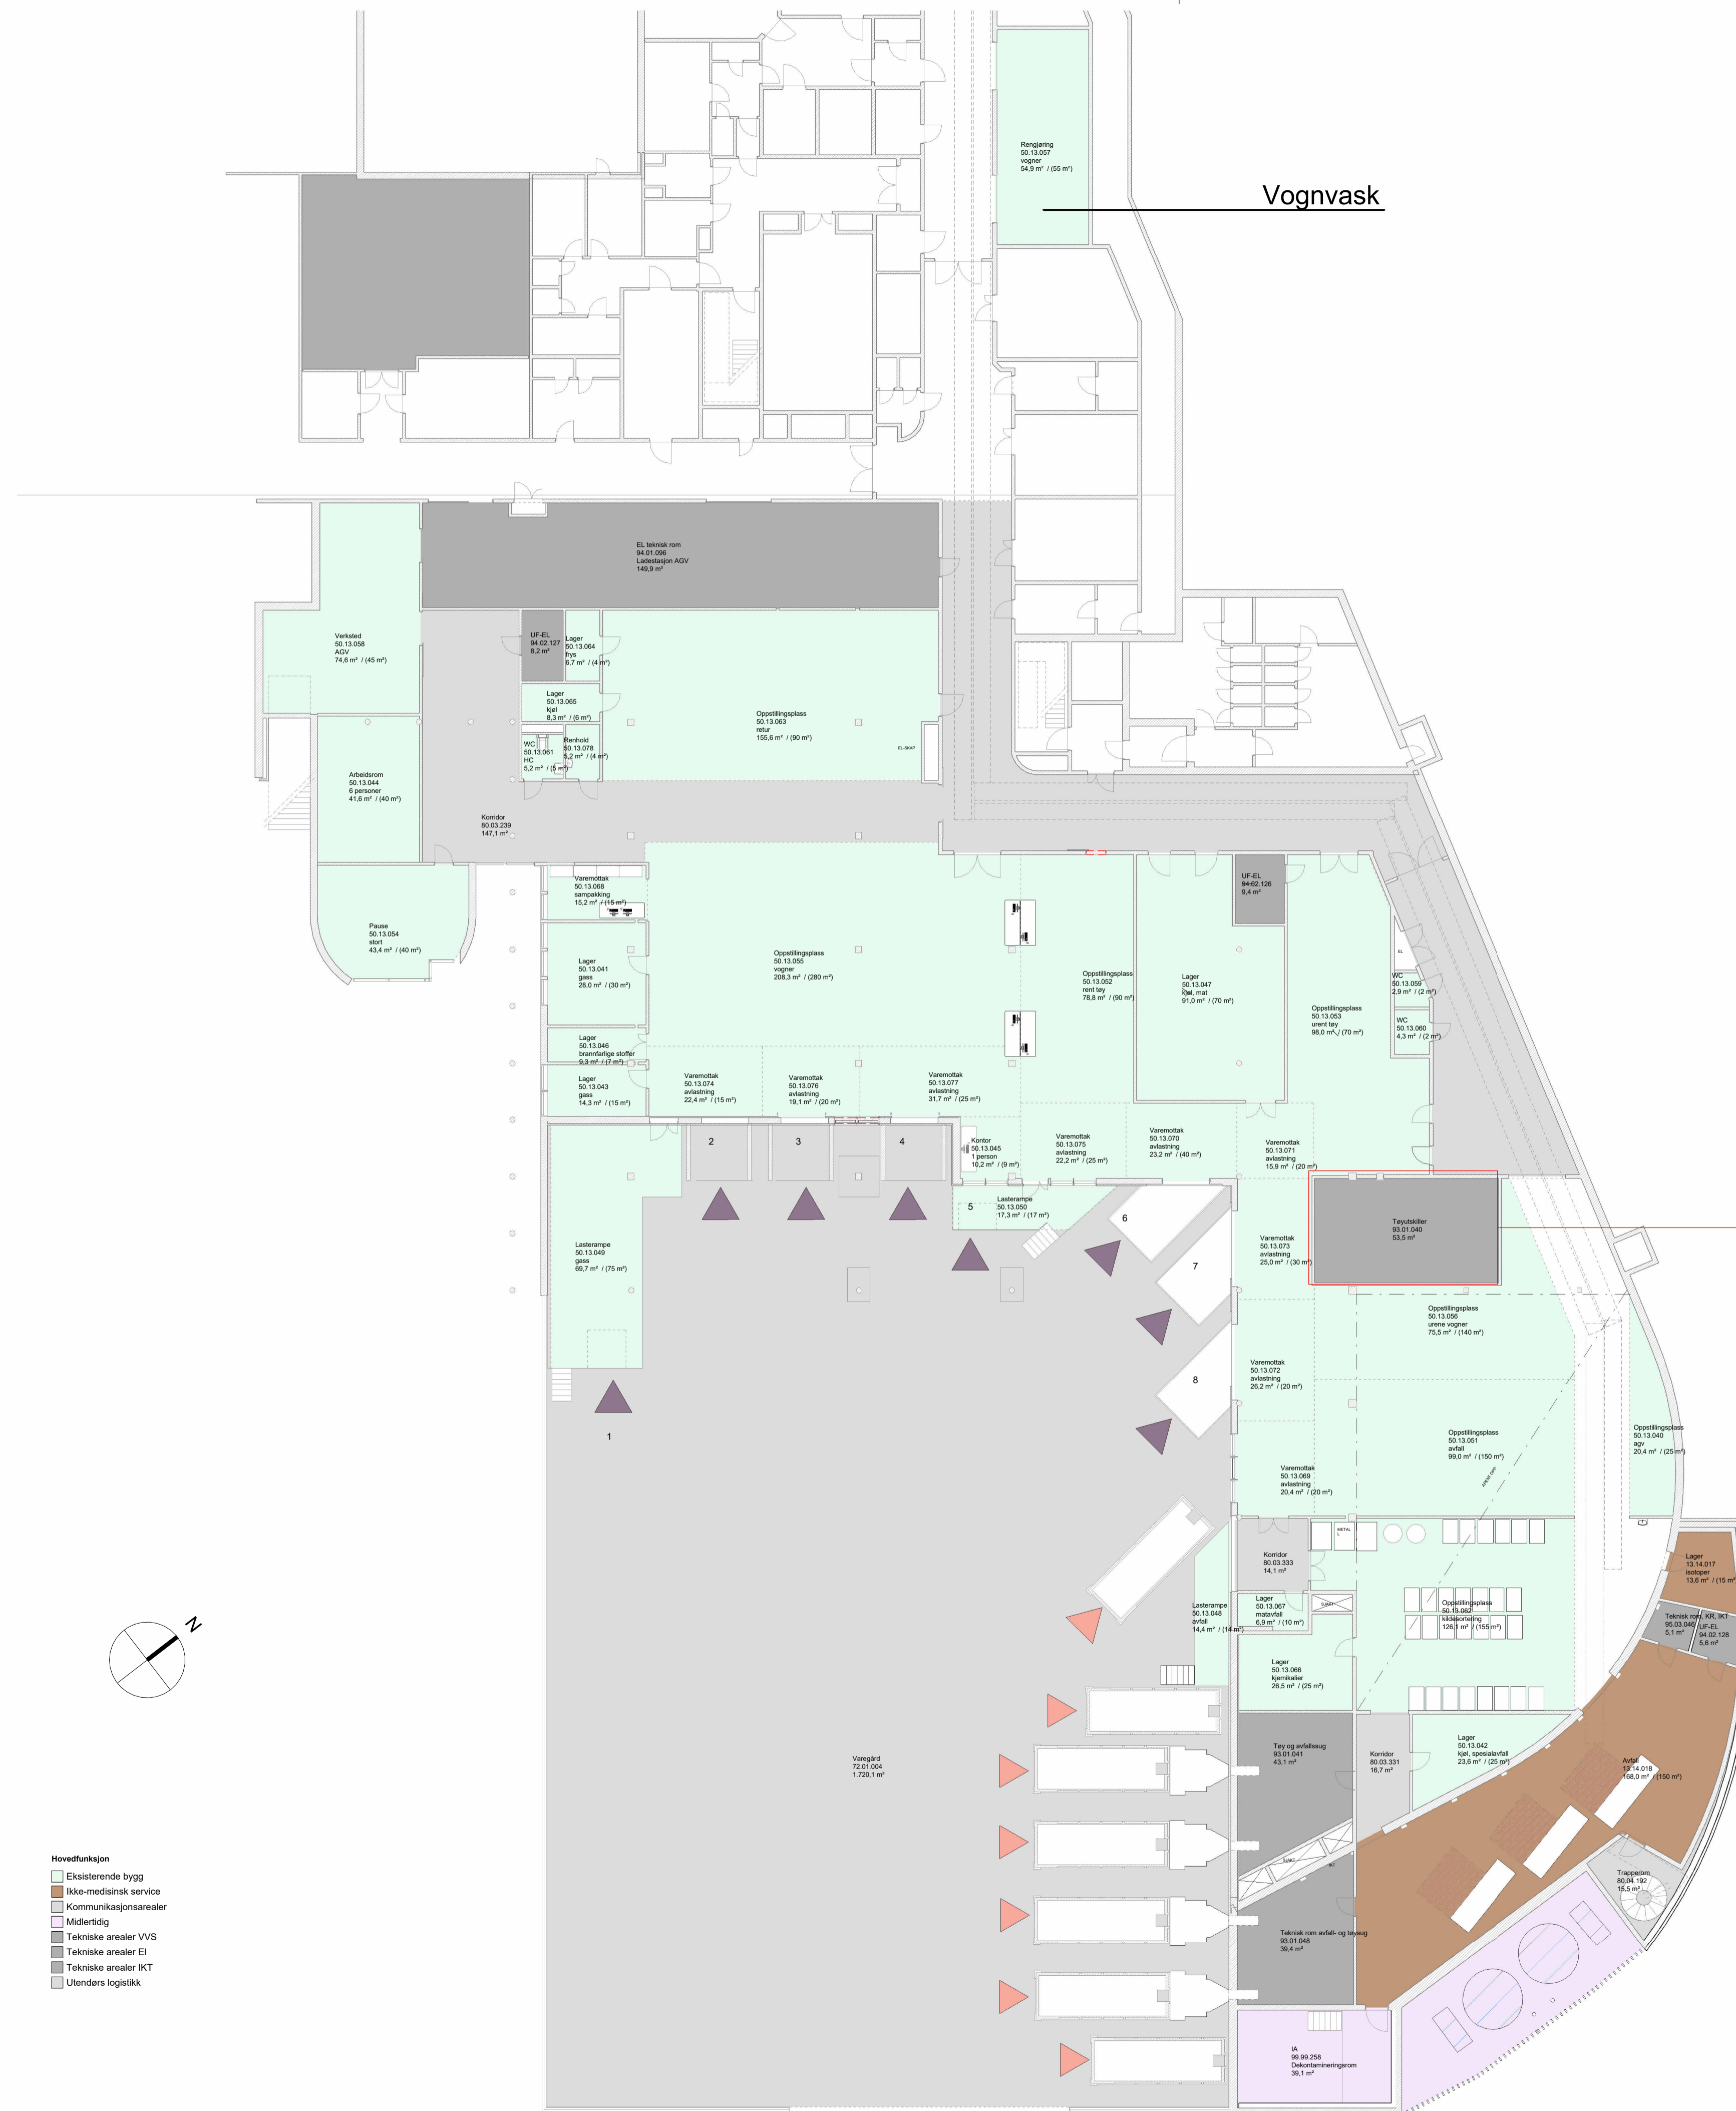 Rengjøring
50.13.057
vogner
54,9 m² / (55 m²)
Vognvask
EL teknisk rom
94.01.096
Ladestasjon AGV
149,9 m²
Verksted
50.13.058
AGV
74,6 m² / (45 m²)
UF-EL
94.02.127
8,2 m²
Lager
50.13.064
frys
6,7 m² / (4 m²)
Lager
50.13.065
kjøl
8,3 m² / (6 m²)
Oppstillingsplass
50.13.063
retur
155,6 m² / (90 m²)
EL-SKAP
WC
50.13.061
HC
5,2 m² / (5 m²)
Renhold
50.13.078
5,2 m² / (4 m²)
Arbeidsrom
50.13.044
6 personer
41,6 m² / (40 m²)
Korridor
80.03.239
147,1 m²
Varemottak
50.13.068
sampakking
15,2 m² / (15 m²)
UF-EL
94.02.126
9,4 m²
Pause
50.13.054
stort
43,4 m² / (40 m²)
Lager
50.13.041
gass
28,0 m² / (30 m²)
Oppstillingsplass
50.13.055
vogner
208,3 m² / (280 m²)
Oppstillingsplass
50.13.052
rent tøy
78,8 m² / (90 m²)
Lager
50.13.047
kjøl, mat
91,0 m² / (70 m²)
EL
WC
50.13.059
2,9 m² / (2 m²)
Oppstillingsplass
50.13.053
urent tøy
98,0 m² / (70 m²)
WC
50.13.060
4,3 m² / (2 m²)
Lager
50.13.046
brannfarlige stoffer
9,3 m² / (7 m²)
Lager
50.13.043
gass
14,3 m² / (15 m²)
Varemottak
50.13.074
avlastning
22,4 m² / (15 m²)
Varemottak
50.13.076
avlastning
19,1 m² / (20 m²)
Varemottak
50.13.077
avlastning
31,7 m² / (25 m²)
2
3
4
Kontor
50.13.045
1 person
10,2 m² / (9 m²)
Varemottak
50.13.075
avlastning
22,2 m² / (25 m²)
Varemottak
50.13.070
avlastning
23,2 m² / (40 m²)
Varemottak
50.13.071
avlastning
15,9 m² / (20 m²)
5
Lasterampe
50.13.050
17,3 m² / (17 m²)
6
Tøyutskiller
93.01.040
53,5 m²
Lasterampe
50.13.049
gass
69,7 m² / (75 m²)
7
Varemottak
50.13.073
avlastning
25,0 m² / (30 m²)
Oppstillingsplass
50.13.056
urene vogner
75,5 m² / (140 m²)
8
Varemottak
50.13.072
avlastning
26,2 m² / (20 m²)
1
Oppstillingsplass
50.13.051
avfall
99,0 m² / (150 m²)
Oppstillingsplass
50.13.040
agv
20,4 m² / (25 m²)
Varemottak
50.13.069
avlastning
20,4 m² / (20 m²)
METAL
L
Korridor
80.03.333
14,1 m²
Lager
13.14.017
isotoper
13,6 m² / (15 m²
Lasterampe
50.13.048
avfall
14,4 m² / (14 m²)
Lager
50.13.067
matavfall
6,9 m² / (10 m²)
SJAKT
Oppstillingsplass
50.13.062
kildesortering
126,1 m² / (155 m²)
Teknisk rom, KR, IKT
95.03.046
5,1 m²
UF-EL
94.02.128
5,6 m²
Lager
50.13.066
kjemikalier
26,5 m² / (25 m²)
N
Varegård
72.01.004
1.720,1 m²
Tøy og avfallssug
93.01.041
43,1 m²
Korridor
80.03.331
16,7 m²
Lager
50.13.042
kjøl, spesialavfall
23,6 m² / (25 m²)
Avfall
13.14.018
168,0 m² / (150 m²)
SJAKT
IKT
Trapperom
80.04.192
15,5 m²
Teknisk rom avfall- og tøysug
93.01.048
39,4 m²
IA
99.99.258
Dekontamineringsrom
39,1 m²
Hovedfunksjon
Eksisterende bygg
Ikke-medisinsk service
Kommunikasjonsarealer
Midlertidig
Tekniske arealer VVS
Tekniske arealer El
Tekniske arealer IKT
Utendørs logistikk